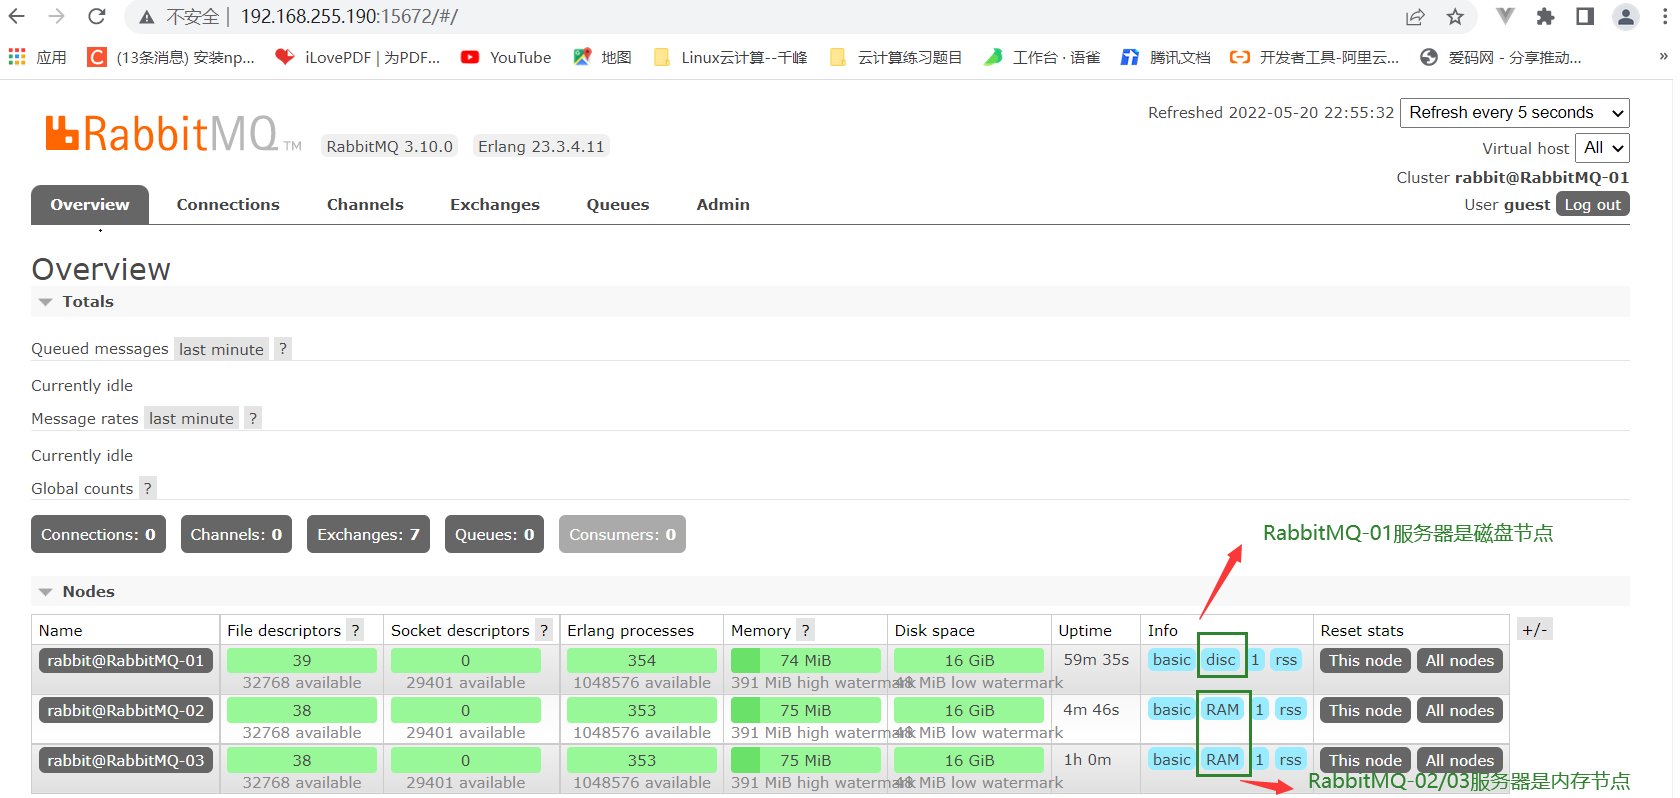 不安全 | 192.168.255.190:15672/#/
应用 (13条消息) 安装np... iLovePDF | 为PDF... YouTube 地图 Linux云计算--千峰 云计算练习题目 工作台 · 语雀 腾讯文档 开发者工具-阿里云... 爱码网 - 分享推动... »
Refreshed 2022-05-20 22:55:32 Refresh every 5 seconds
RabbitMQ TM RabbitMQ 3.10.0 Erlang 23.3.4.11
Virtual host All
Cluster rabbit@RabbitMQ-01
User guest Log out
Overview Connections Channels Exchanges Queues Admin
Overview
Totals
Queued messages last minute ?
Currently idle
Message rates last minute ?
Currently idle
Global counts ?
Connections: 0 Channels: 0 Exchanges: 7 Queues: 0 Consumers: 0
RabbitMQ-01服务器是磁盘节点
Nodes
Name File descriptors ? Socket descriptors ? Erlang processes Memory ? Disk space Uptime Info Reset stats +/-
rabbit@RabbitMQ-01 39 0 354 74 MiB 16 GiB 59m 35s basic disc 1 rss This node All nodes
32768 available 29401 available 1048576 available 391 MiB high watermark 48 MiB low watermark
rabbit@RabbitMQ-02 38 0 353 75 MiB 16 GiB 4m 46s basic RAM 1 rss This node All nodes
32768 available 29401 available 1048576 available 391 MiB high watermark 48 MiB low watermark
rabbit@RabbitMQ-03 38 0 353 75 MiB 16 GiB 1h 0m basic RAM 1 rss This node All nodes
32768 available 29401 available 1048576 available 391 MiB high watermark 48 MiB low watermark
RabbitMQ-02/03服务器是内存节点